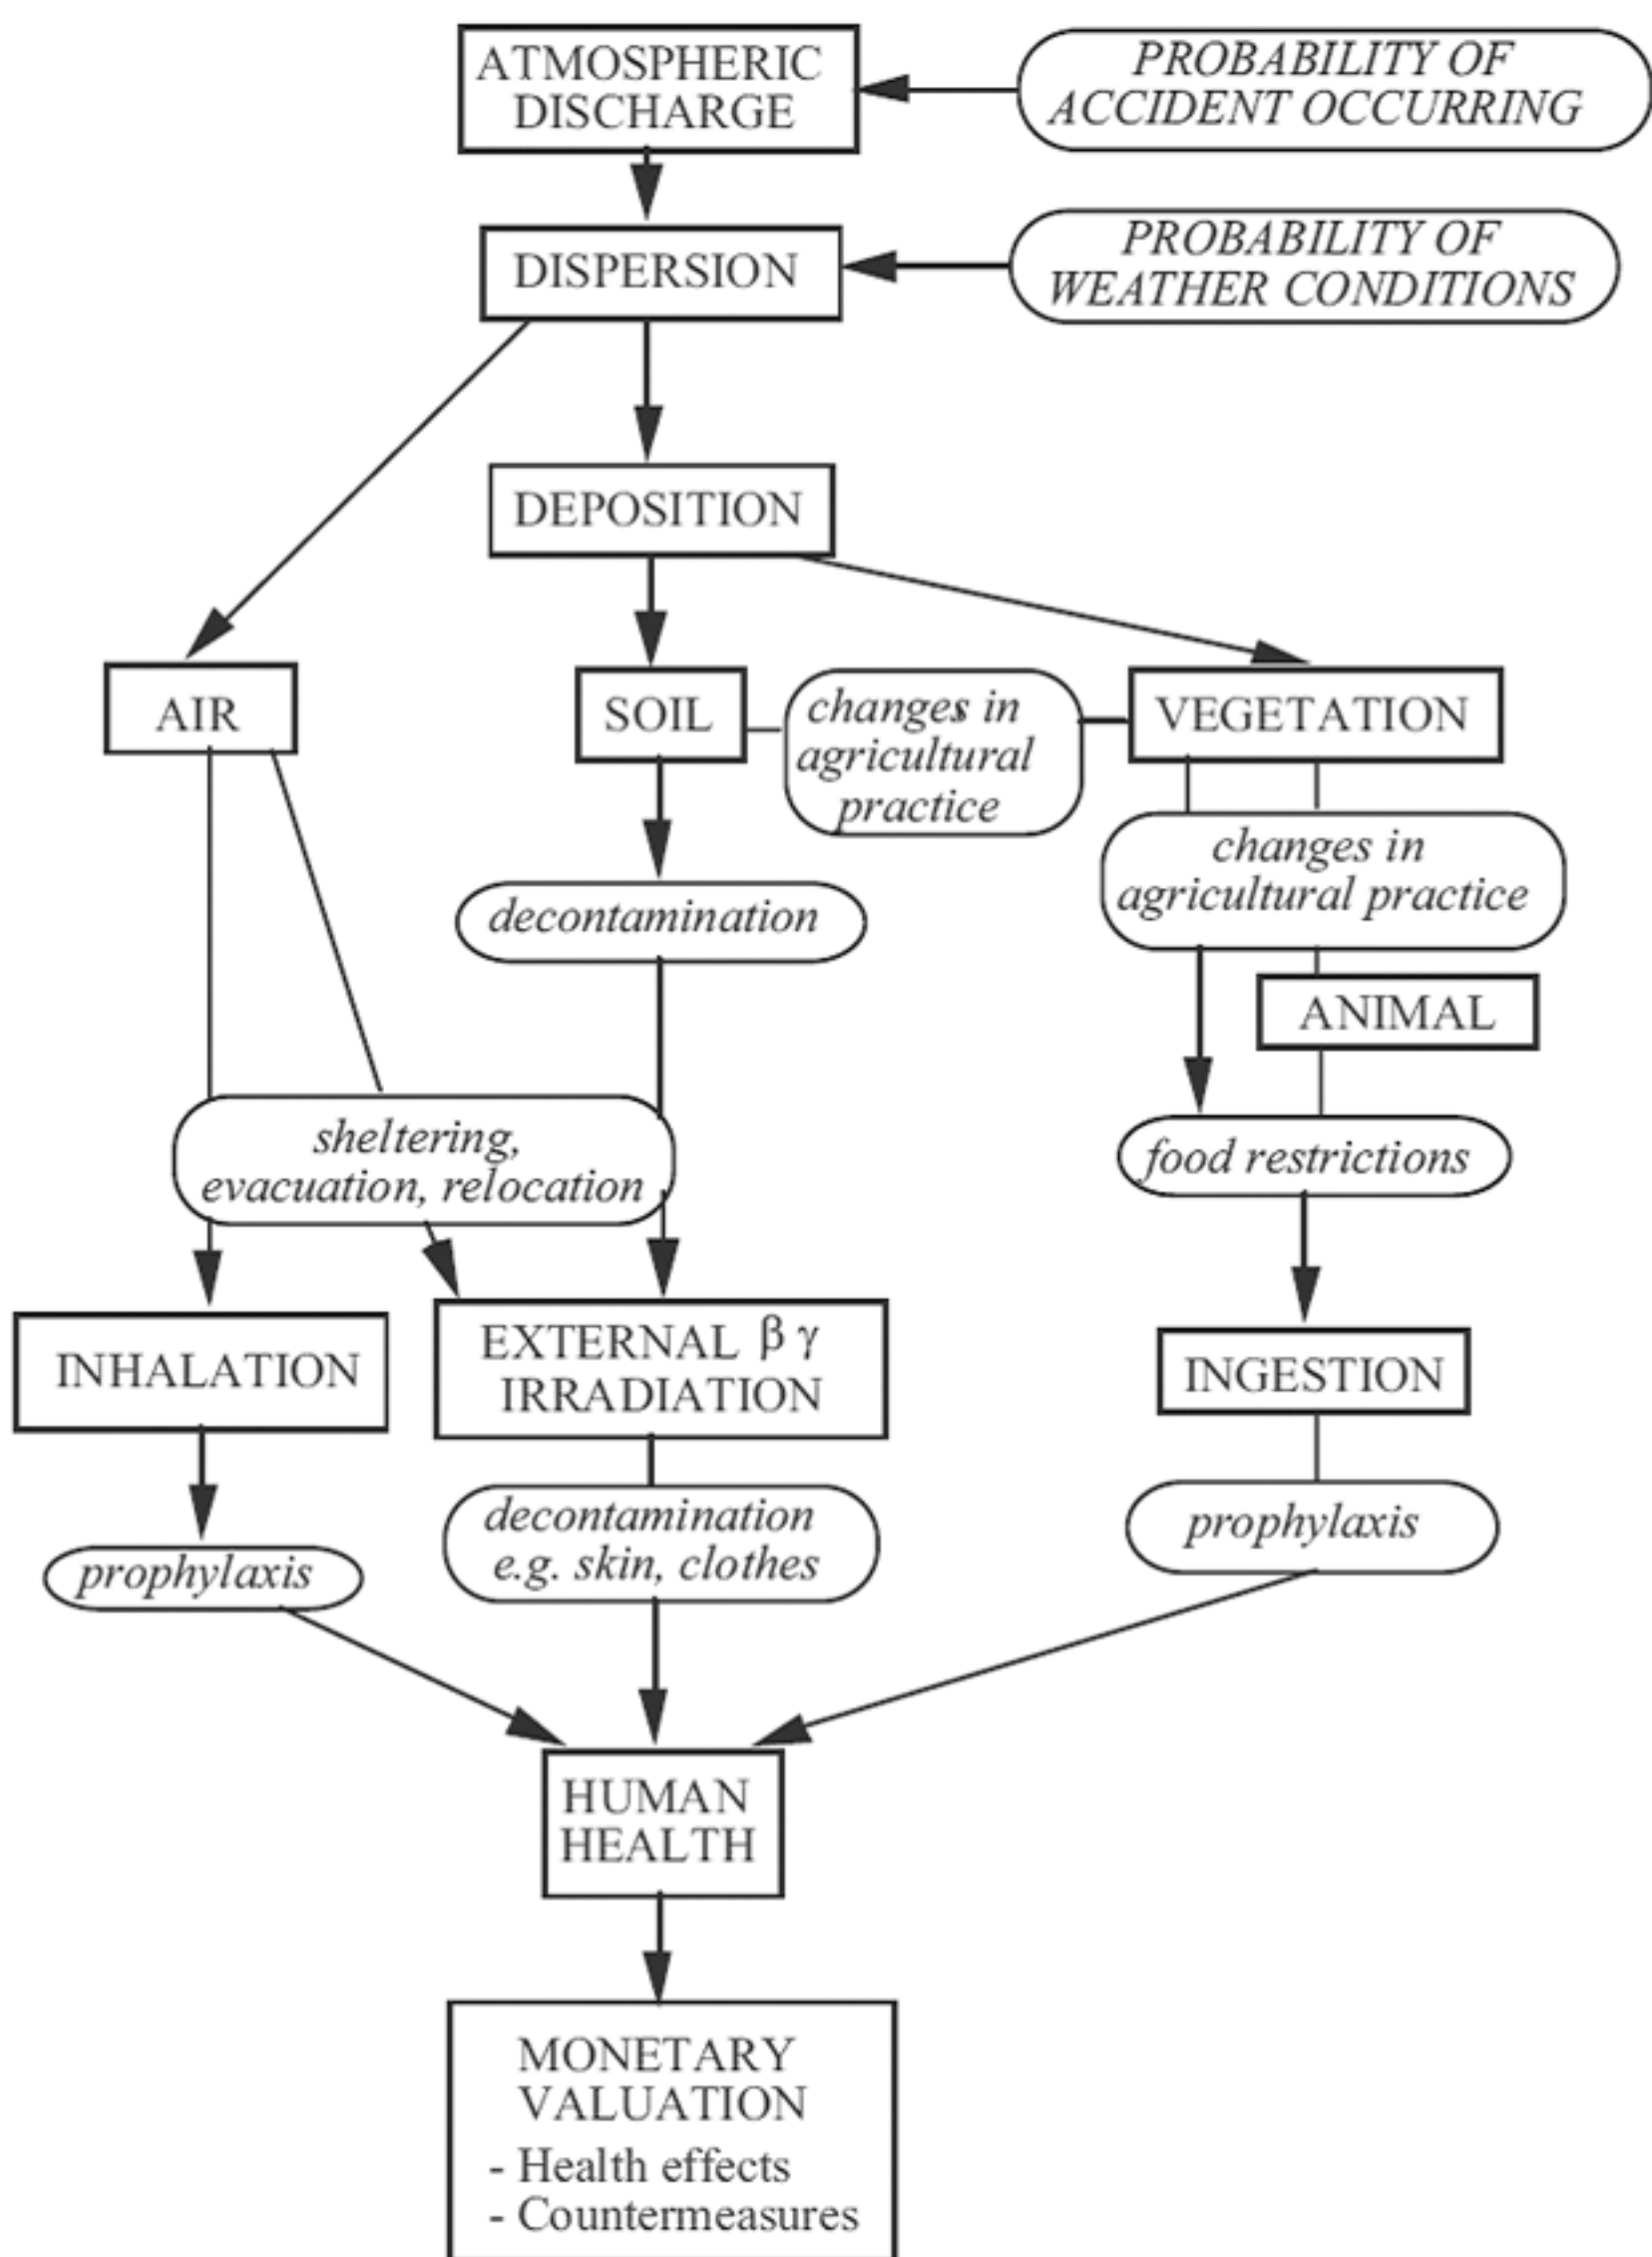 ATMOSPHERIC
DISCHARGE
PROBABILITY OF
ACCIDENT OCCURRING
DISPERSION
PROBABILITY OF
WEATHER CONDITIONS
DEPOSITION
AIR
SOIL
changes in
agricultural
practice
VEGETATION
changes in
agricultural practice
decontamination
ANIMAL
sheltering,
evacuation, relocation
food restrictions
INHALATION
EXTERNAL β γ
IRRADIATION
INGESTION
prophylaxis
decontamination
e.g. skin, clothes
prophylaxis
HUMAN
HEALTH
MONETARY
VALUATION
- Health effects
- Countermeasures